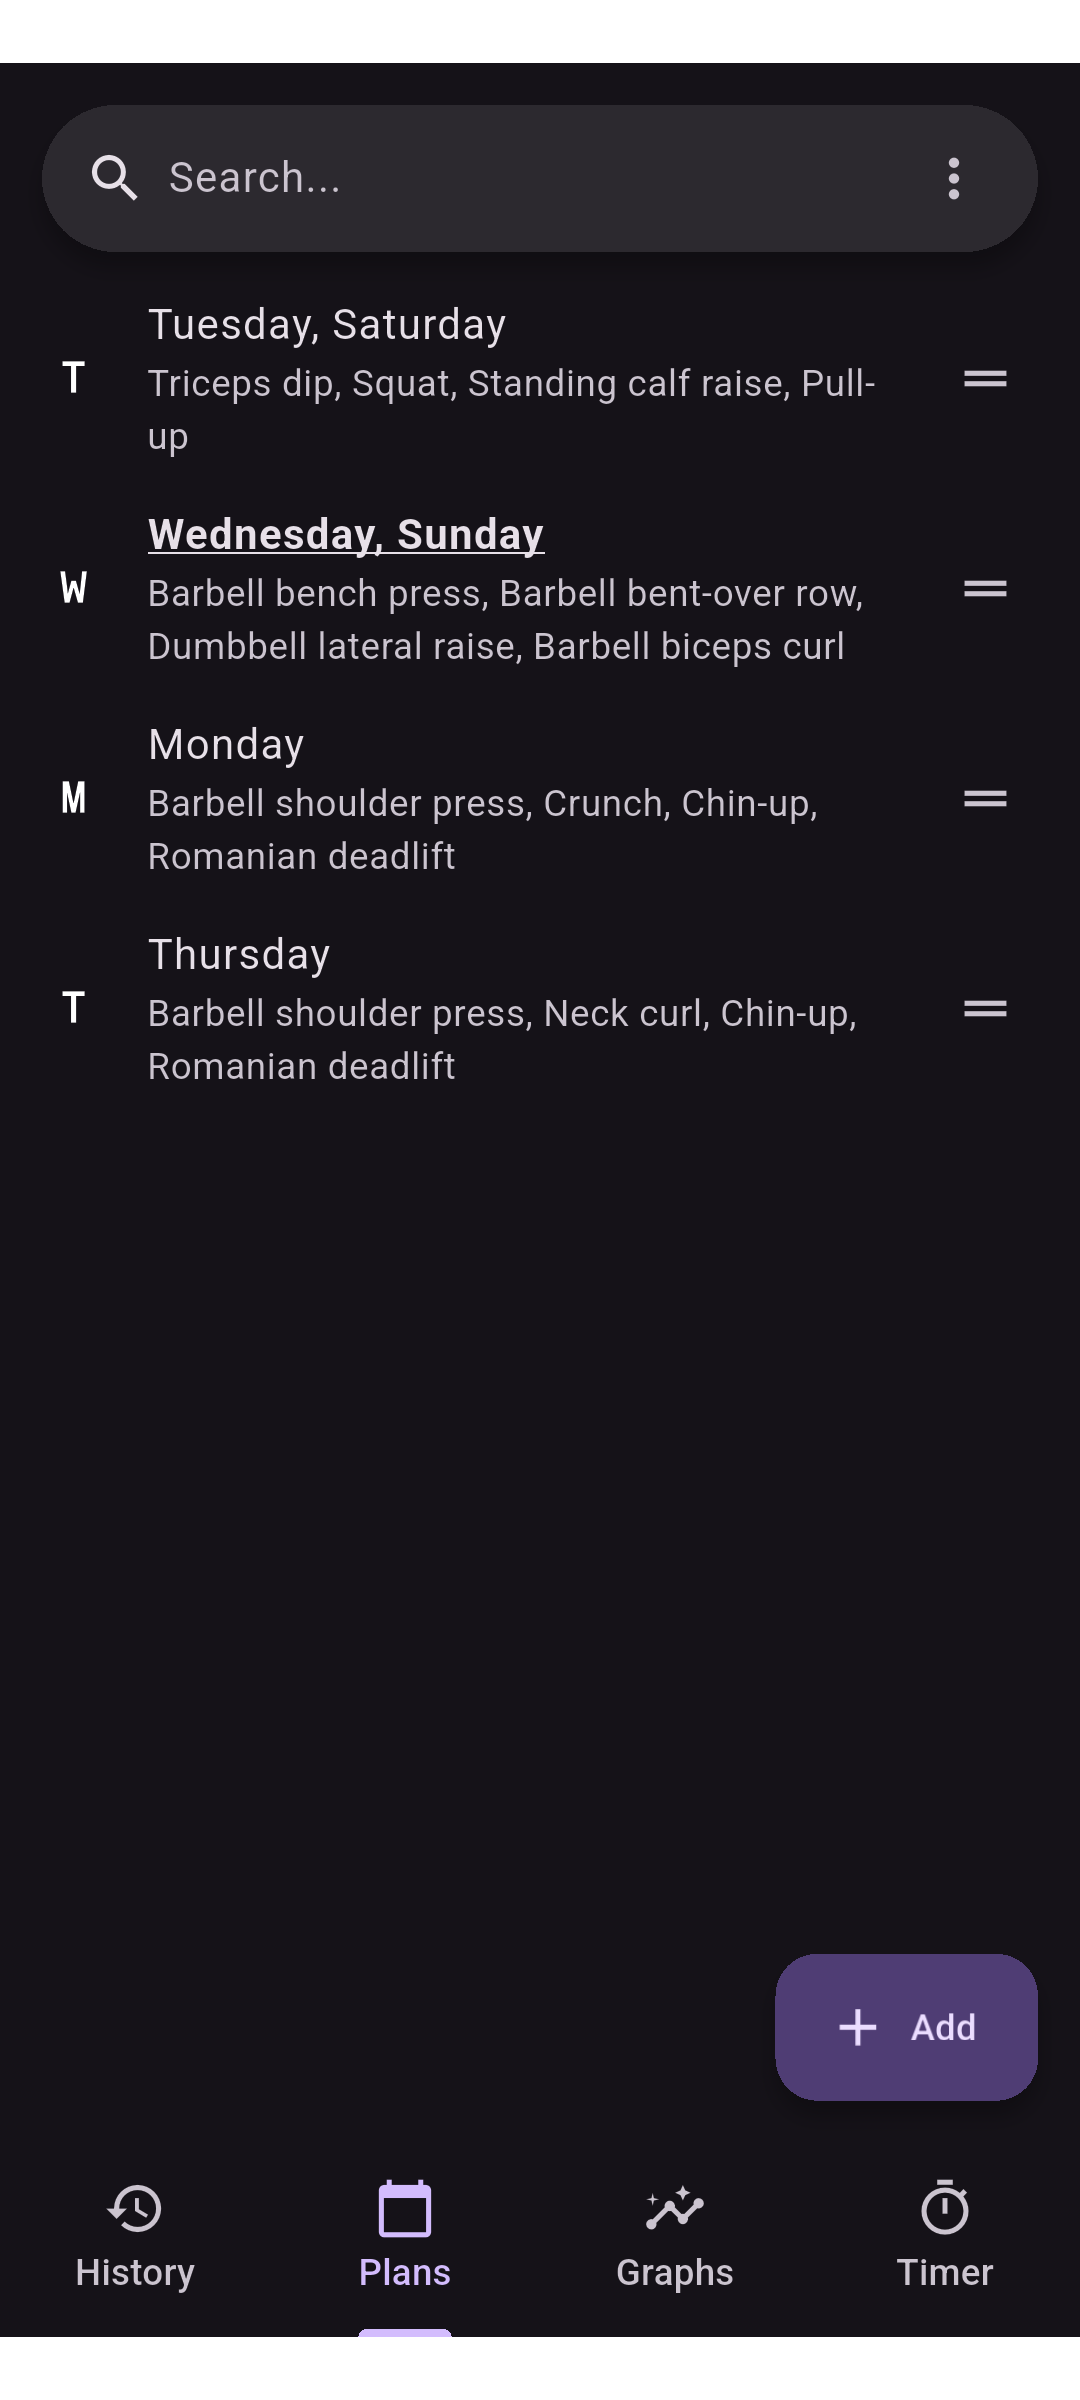 Search...
Tuesday, Saturday
T
Triceps dip, Squat, Standing calf raise, Pull-
up
Wednesday, Sunday
W
Barbell bench press, Barbell bent-over row,
Dumbbell lateral raise, Barbell biceps curl
Monday
M
Barbell shoulder press, Crunch, Chin-up,
Romanian deadlift
Thursday
T
Barbell shoulder press, Neck curl, Chin-up,
Romanian deadlift
Add
History
Plans
Graphs
Timer